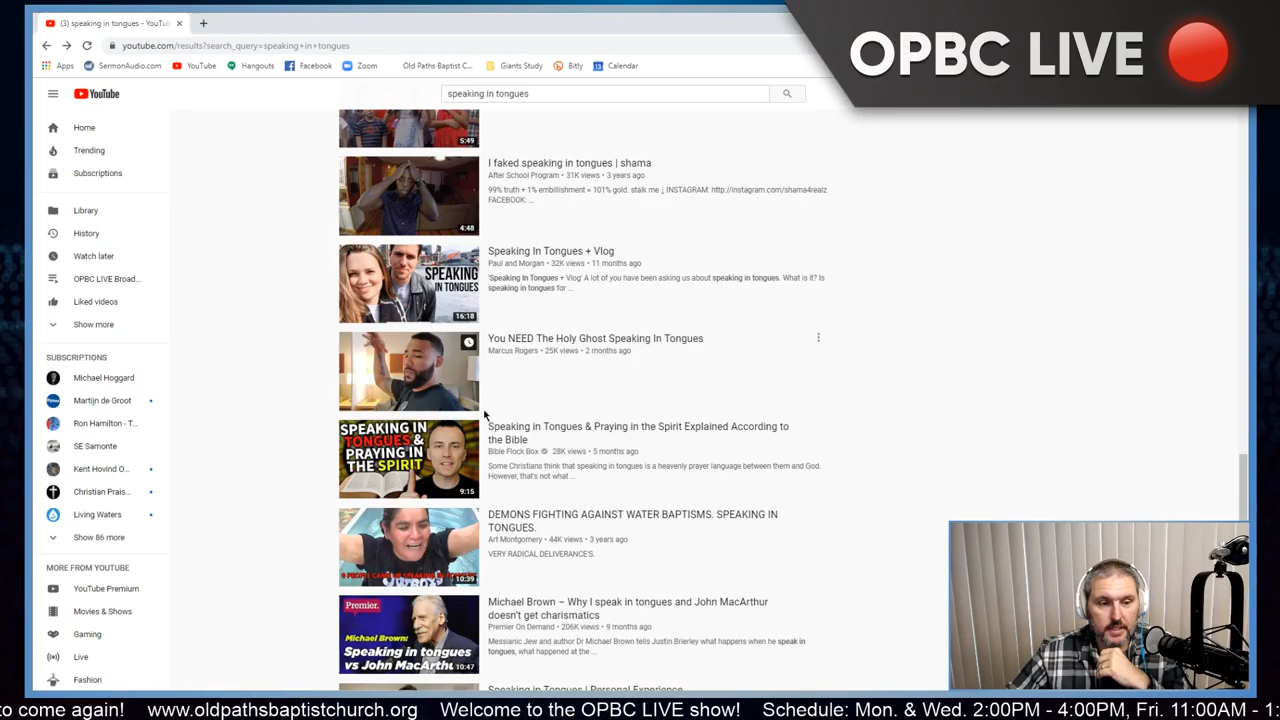 (3) speaking in tongues - YouTu
youtube.com/results?search_query=speaking+in+tongues
Apps SermonAudio.com YouTube Hangouts Facebook Zoom Old Paths Baptist C... Giants Study Bitly Calendar
OPBC LIVE
YouTube
speaking in tongues
Home
Trending
Subscriptions
Library
History
Watch later
OPBC LIVE Broad...
Liked videos
Show more
SUBSCRIPTIONS
Michael Hoggard
Martijn de Groot
Ron Hamilton - T...
SE Samonte
Kent Hovind O...
Christian Prais...
Living Waters
Show 86 more
MORE FROM YOUTUBE
YouTube Premium
Movies & Shows
Gaming
Live
Fashion
5:49
I faked speaking in tongues | shama
After School Program • 31K views • 3 years ago
99% truth + 1% embillishment = 101% gold. stalk me ↓ INSTAGRAM: http://instagram.com/shama4realz
FACEBOOK: ...
4:48
Speaking In Tongues + Vlog
Paul and Morgan • 32K views • 11 months ago
'Speaking In Tongues + Vlog' A lot of you have been asking us about speaking in tongues. What is it? Is
speaking in tongues for ...
SPEAKING
IN TONGUES
16:18
You NEED The Holy Ghost Speaking In Tongues
Marcus Rogers • 25K views • 2 months ago
Speaking in Tongues & Praying in the Spirit Explained According to
the Bible
Bible Flock Box 28K views • 5 months ago
Some Christians think that speaking in tongues is a heavenly prayer language between them and God.
However, that's not what ...
SPEAKING IN
TONGUES &
PRAYING IN
THE SPIRIT
9:15
DEMONS FIGHTING AGAINST WATER BAPTISMS. SPEAKING IN
TONGUES.
Art Montgomery • 44K views • 3 years ago
VERY RADICAL DELIVERANCE'S.
10:39
Michael Brown – Why I speak in tongues and John MacArthur
doesn't get charismatics
Premier On Demand • 206K views • 9 months ago
Messianic Jew and author Dr Michael Brown tells Justin Brierley what happens when he speak in
tongues, what happened at the ...
Premier.
Michael Brown:
Speaking in tongues
vs John MacArthu
10:47
Speaking in Tongues | Personal Experience
to come again! www.oldpathsbaptistchurch.org Welcome to the OPBC LIVE show! Schedule: Mon. & Wed. 2:00PM - 4:00PM, Fri. 11:00AM - 1: